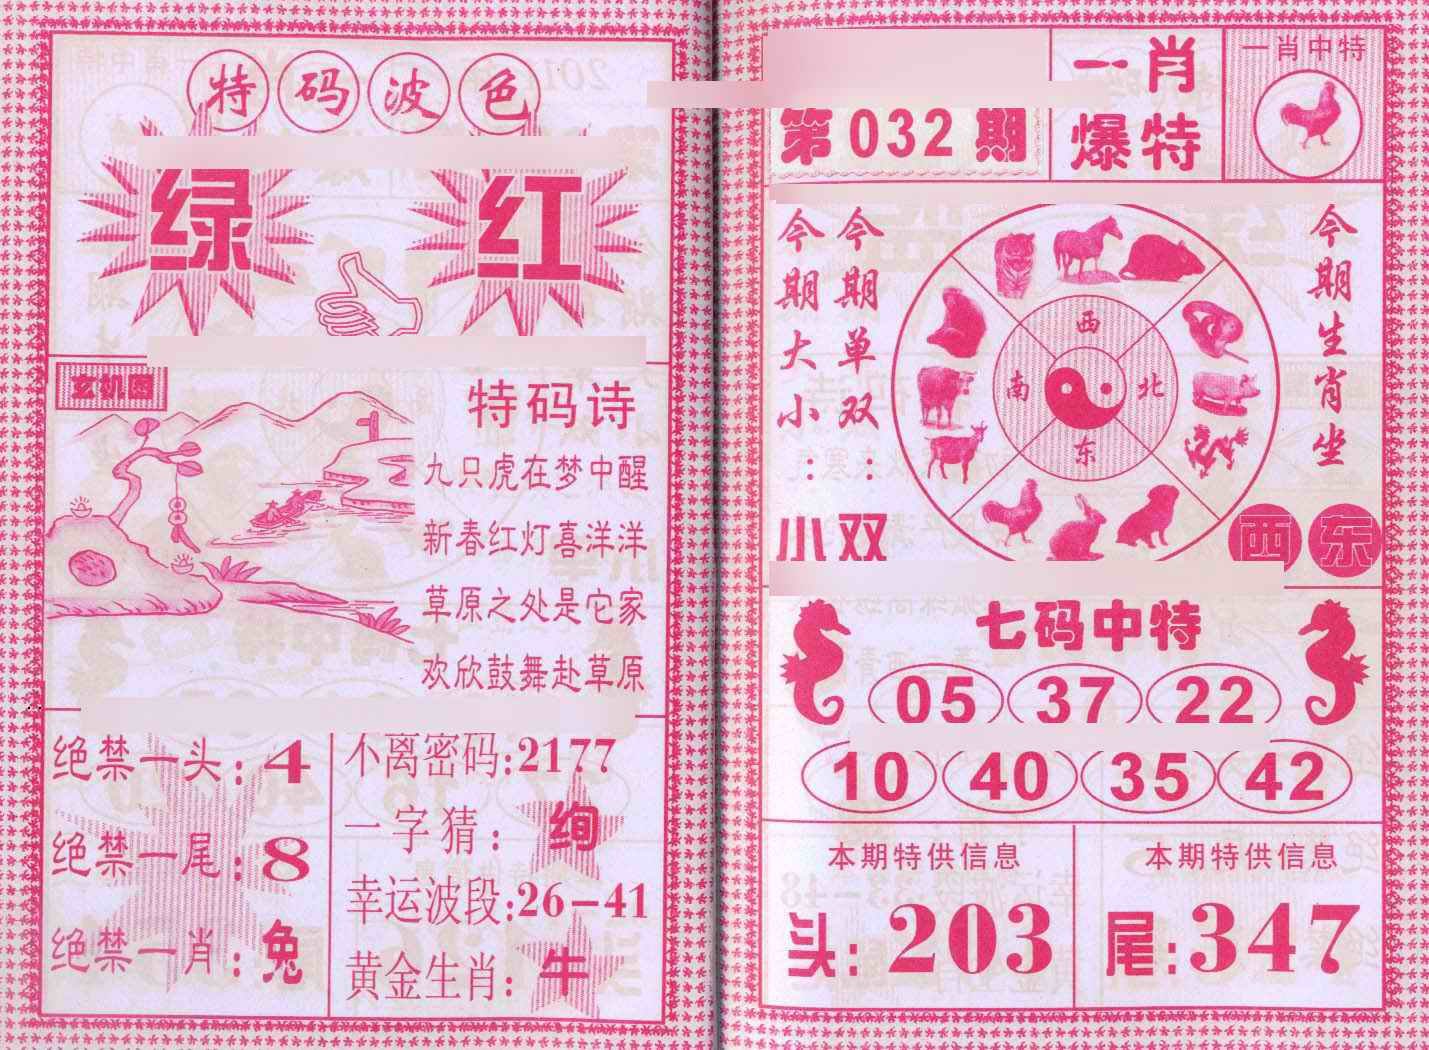 特码波色
绿 红
玄机图
特码诗
九只虎在梦中醒
新春红灯喜洋洋
草原之处是它家
欢欣鼓舞赴草原
绝禁一头:4
绝禁一尾:8
绝禁一肖:兔
不离密码:2177
一字猜:绚
幸运波段:26-41
黄金生肖:牛
第032期
一肖
爆特
一肖中特
今期大小:小
今期单双:双
西
南 北
东
今期生肖坐
西 东
七码中特
05 37 22
10 40 35 42
本期特供信息
头:203
本期特供信息
尾:347